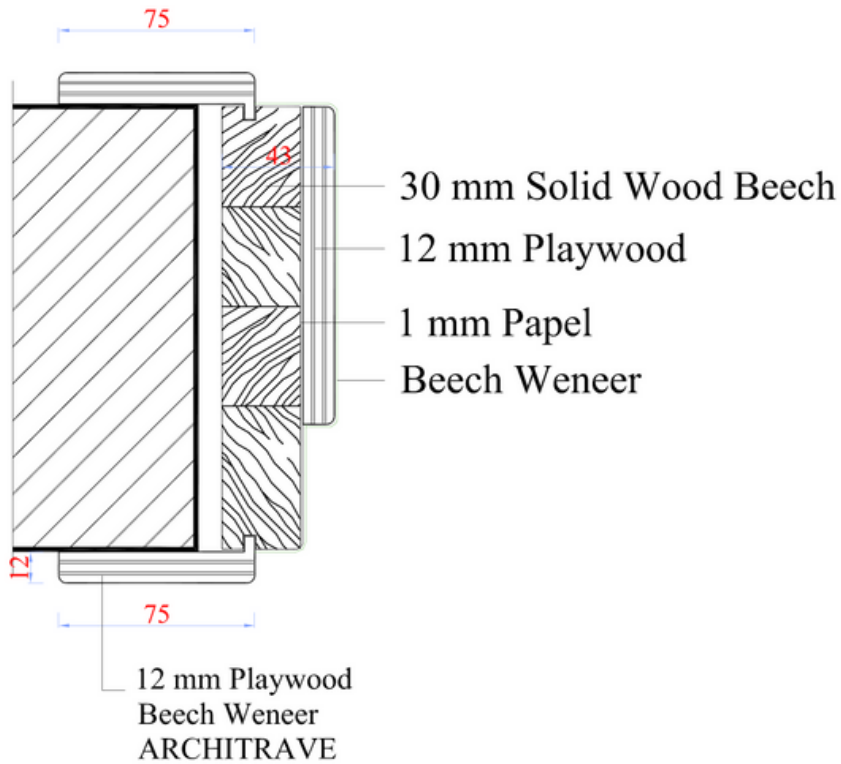 75
43
30 mm Solid Wood Beech
12 mm Playwood
1 mm Papel
Beech Weneer
12
75
12 mm Playwood
Beech Weneer
ARCHITRAVE